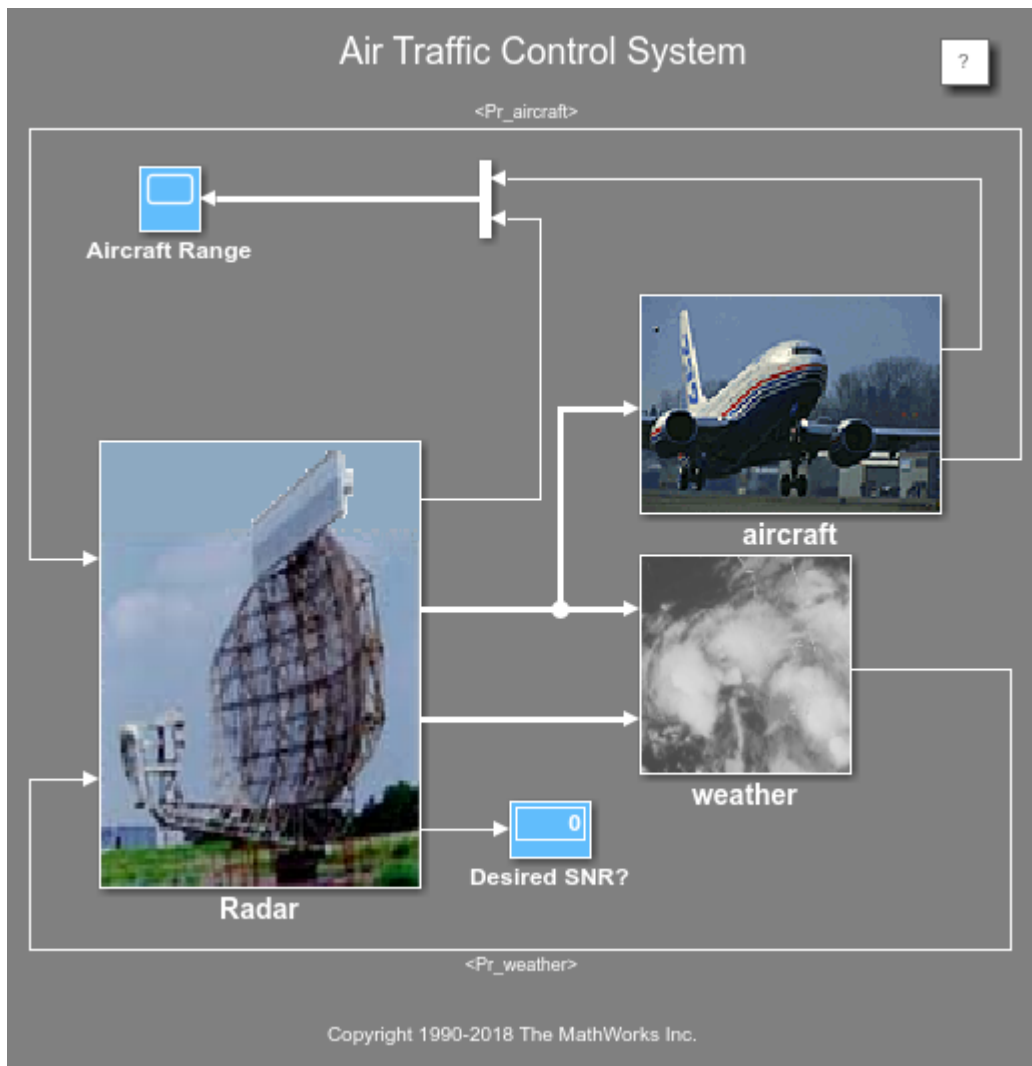 Air Traffic Control System
?
<Pr_aircraft>
Aircraft Range
aircraft
weather
0
Desired SNR?
Radar
<Pr_weather>
Copyright 1990-2018 The MathWorks Inc.